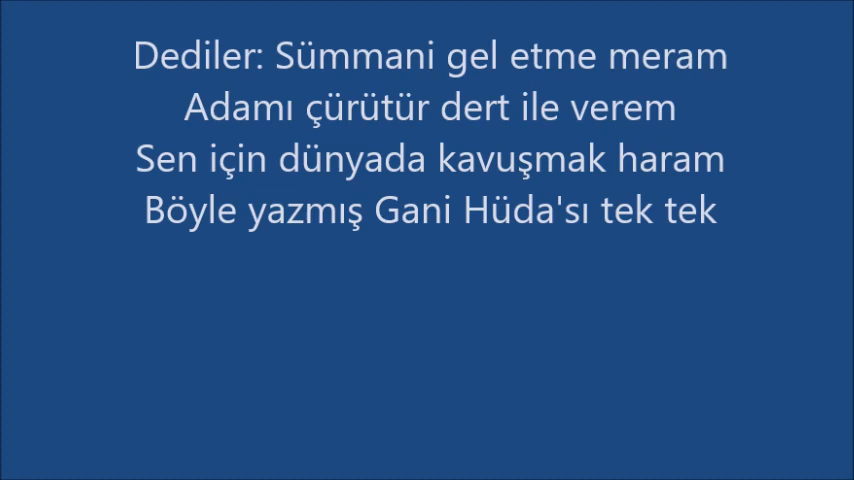 Dediler: Sümmani gel etme meram
Adamı çürütür dert ile verem
Sen için dünyada kavuşmak haram
Böyle yazmış Gani Hüda'sı tek tek